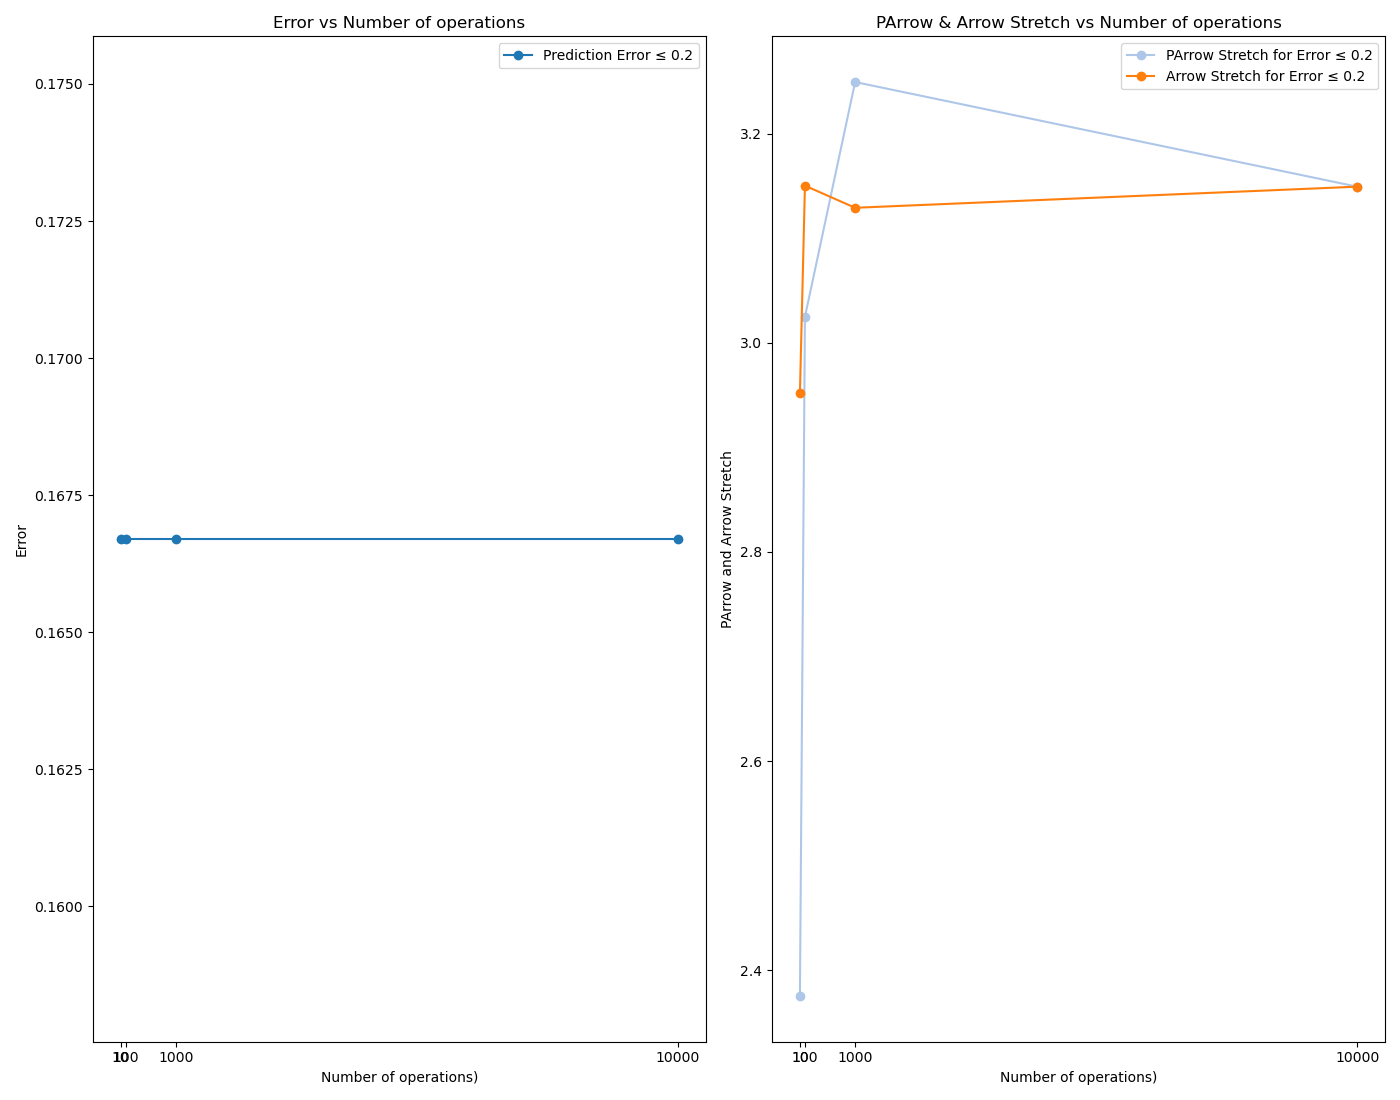 Error vs Number of operations
Prediction Error ≤ 0.2
0.1750
0.1725
0.1700
0.1675
0.1650
0.1625
0.1600
Error
10
100
1000
10000
Number of operations)
PArrow & Arrow Stretch vs Number of operations
PArrow Stretch for Error ≤ 0.2
Arrow Stretch for Error ≤ 0.2
3.2
3.0
2.8
2.6
2.4
PArrow and Arrow Stretch
10
100
1000
10000
Number of operations)